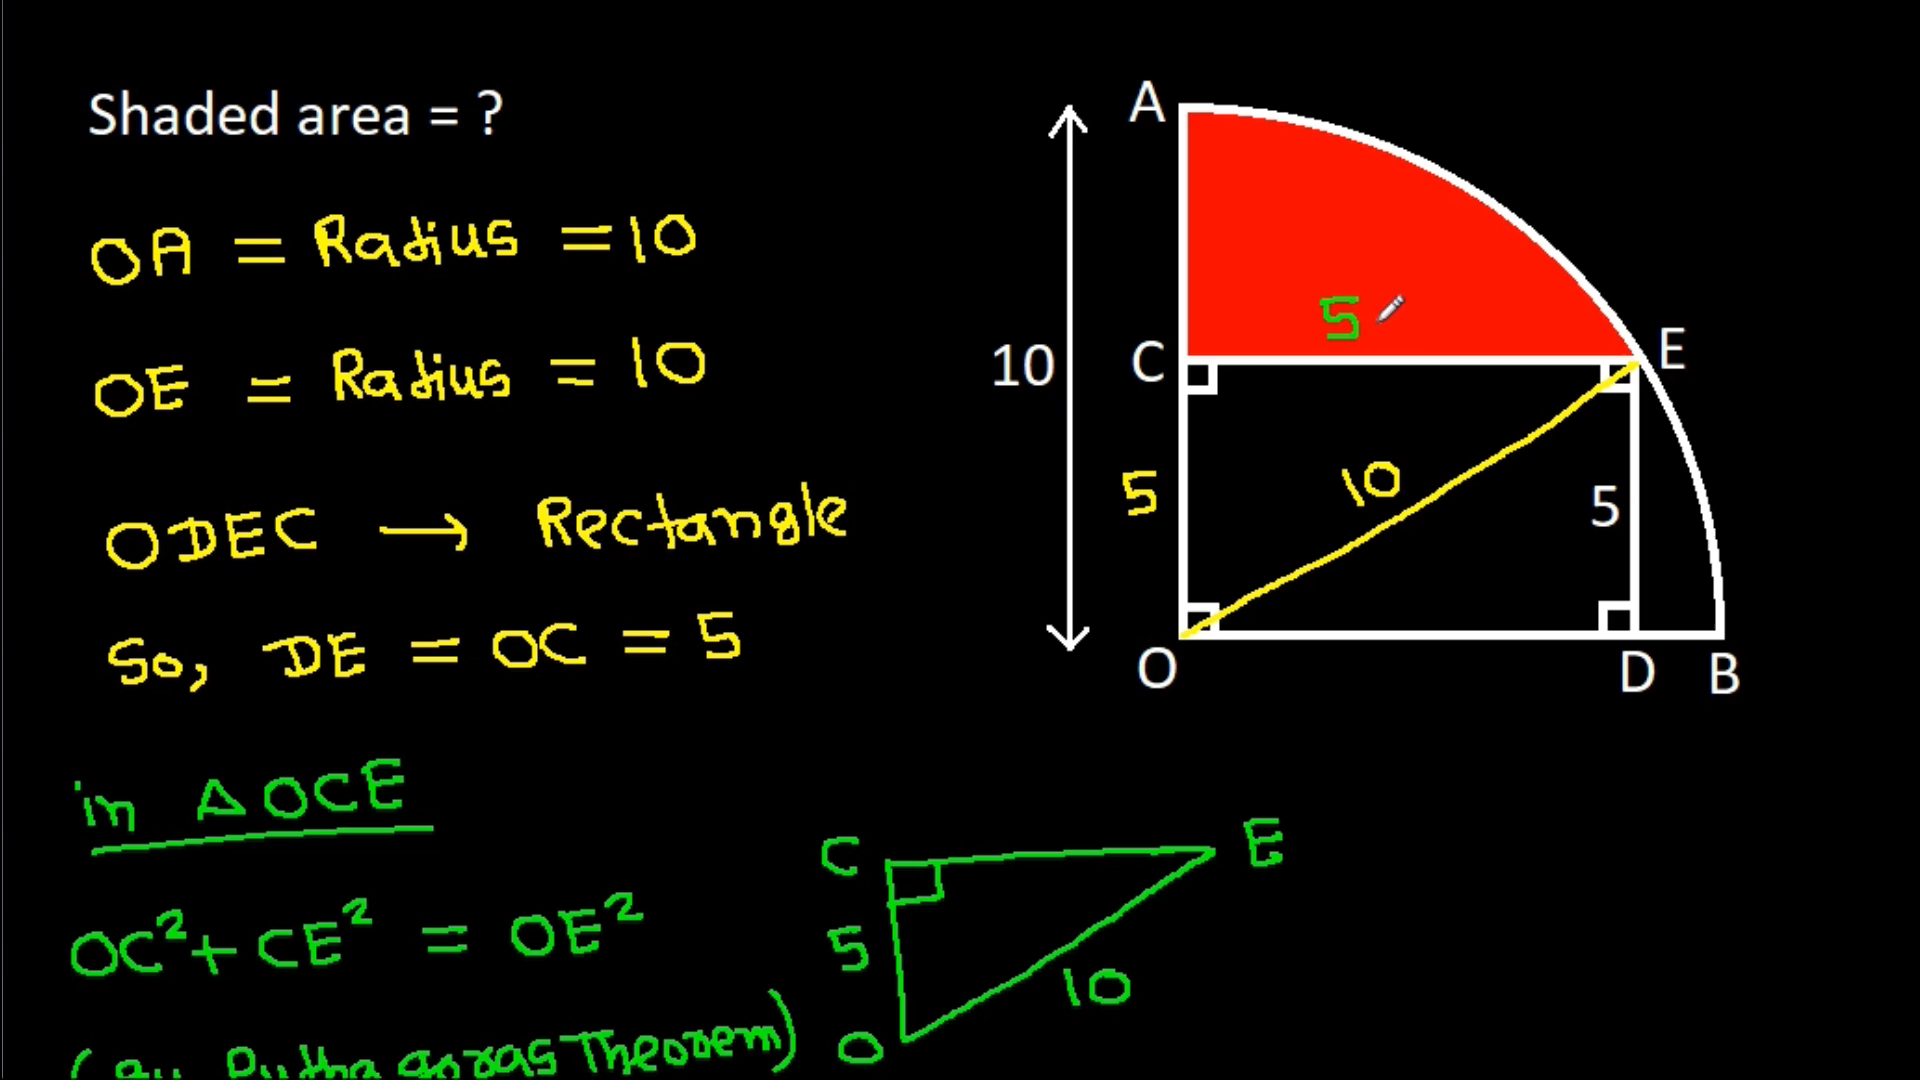 Shaded area = ?
OA = Radius = 10
OE = Radius = 10
ODEC → Rectangle
So, DE = OC = 5
in △OCE
OC²+ CE² = OE²
(By Pythagoras Theorem)
A
10
C
5
E
5
10
5
O
D
B
C
E
5
10
O